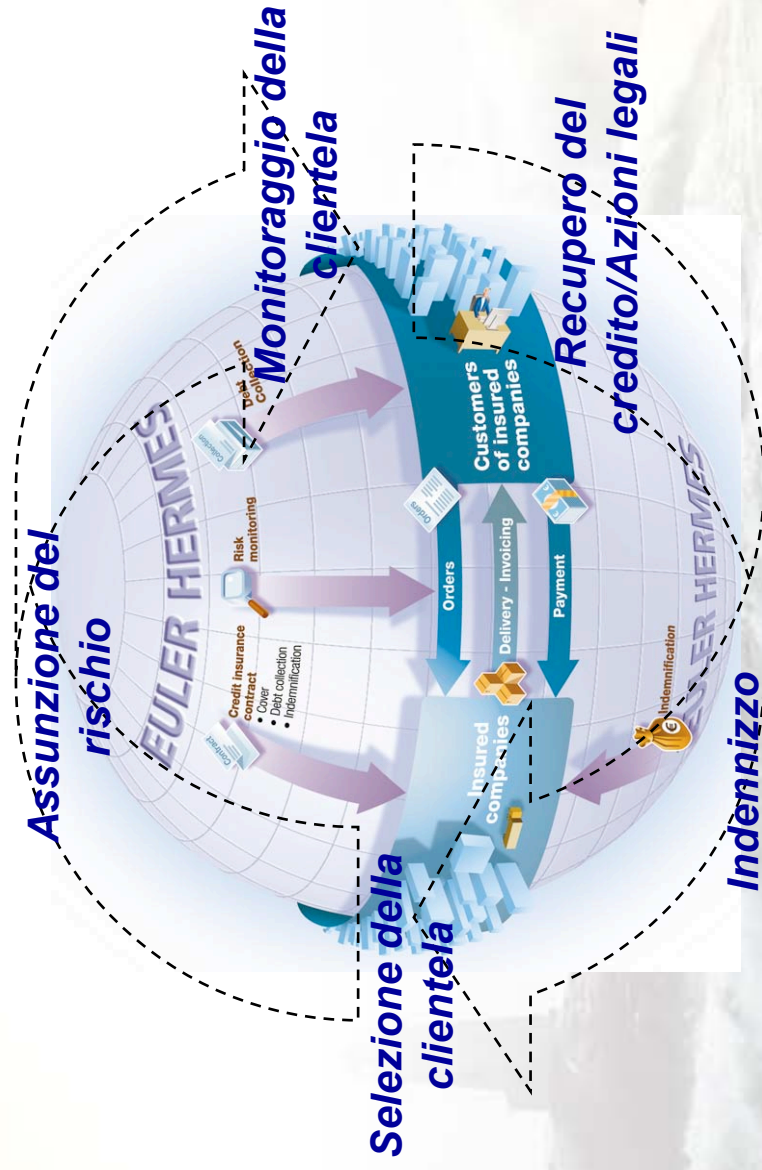 Assunzione del
rischio
Monitoraggio della
clientela
EULER HERMES
Contract
Credit insurance
contract
• Cover
• Debt collection
• Indemnification
Risk
monitoring
Collection
Debt
Collection
Selezione della
clientela
Insured
companies
Orders
Orders
Delivery - Invoicing
Payment
Customers
of insured
companies
Recupero del
credito/Azioni legali
Indemnification
EULER HERMES
Indennizzo